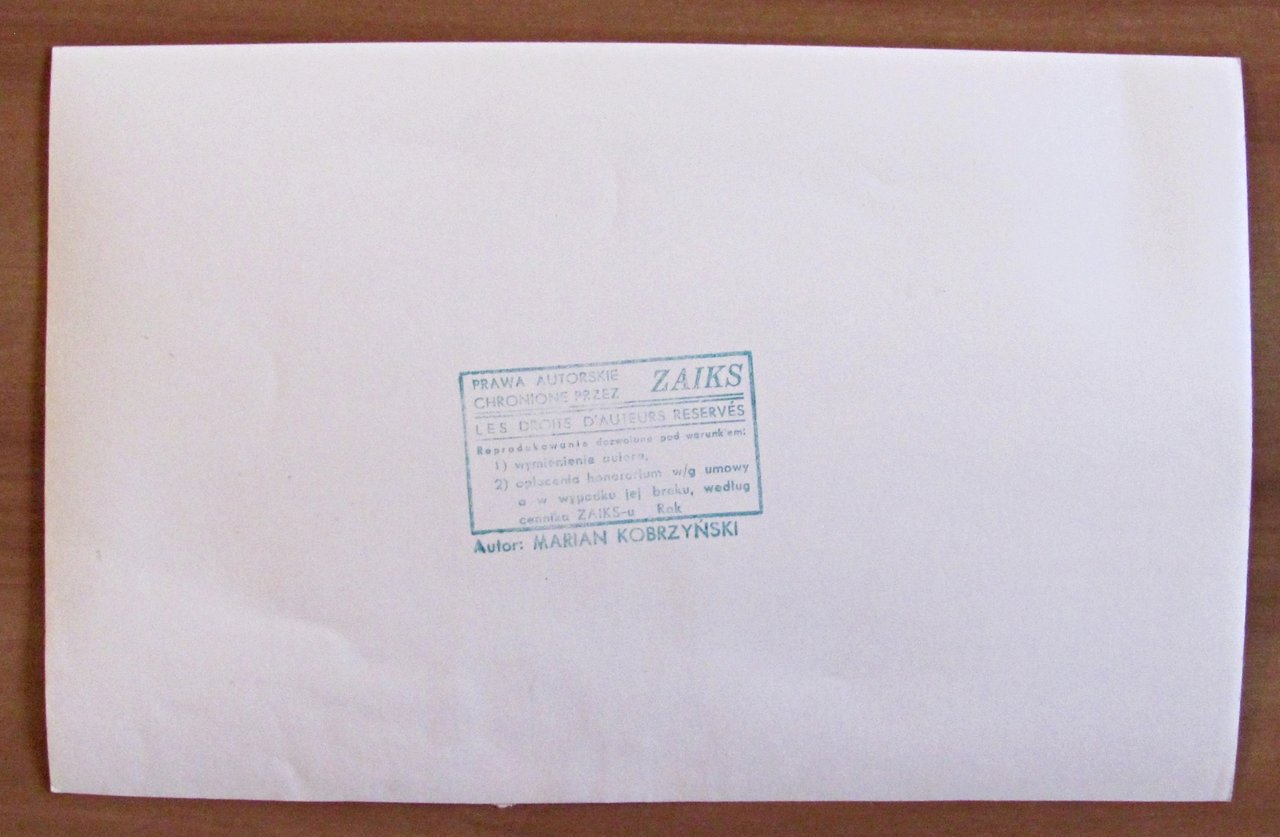 PRAWA AUTORSKIE ZAIKS
CHRONIONE PRZEZ
LES DROITS D'AUTEURS RESERVÉS
Reprodukowanie dozwolone pod warunkiem:
1) wymienienia autora,
2) opłacenia honorarium w/g umowy
a w wypadku jej braku, według
cennika ZAIKS-u Rok
Autor: MARIAN KOBRZYŃSKI